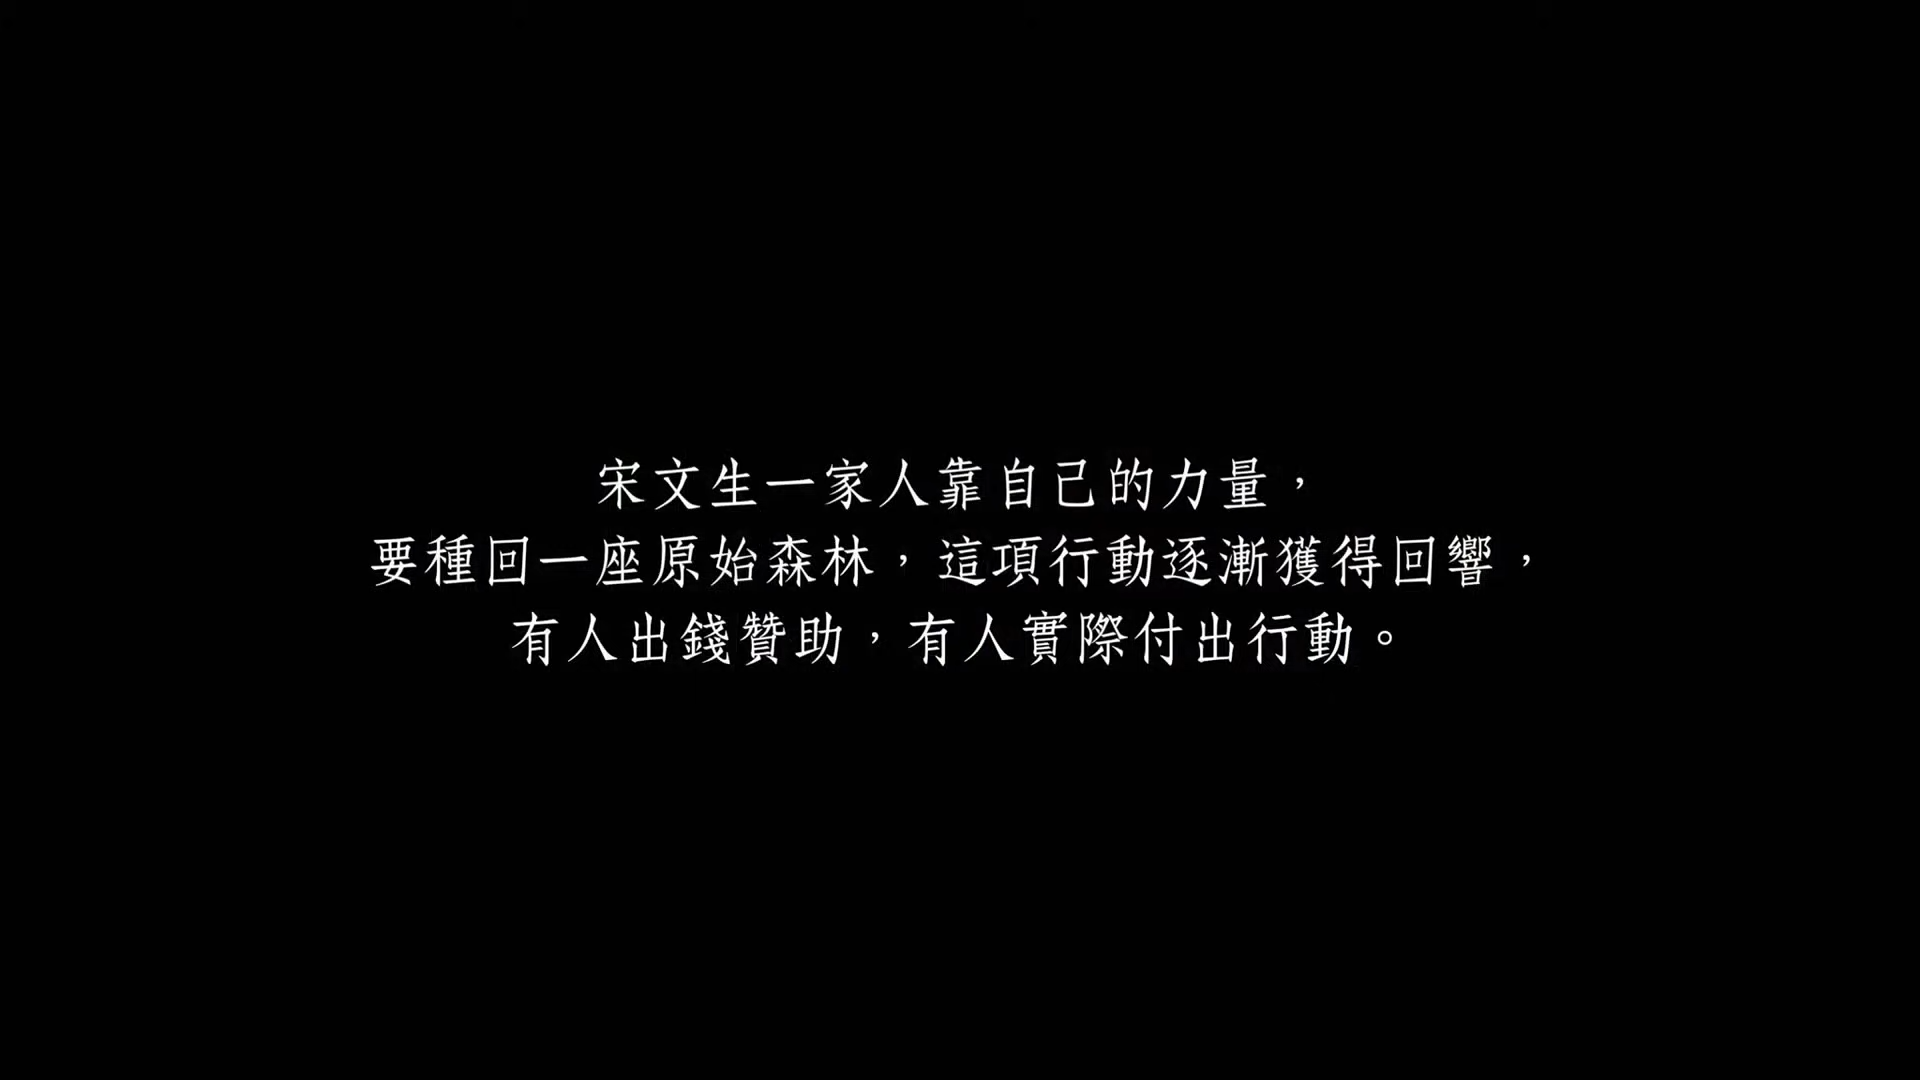 宋文生一家人靠自己的力量，
要種回一座原始森林，這項行動逐漸獲得回響，
有人出錢贊助，有人實際付出行動。